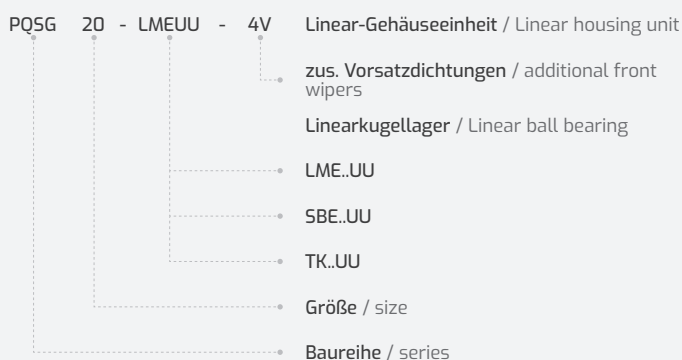 PQSG 20 - LMEUU - 4V Linear-Gehäuseeinheit / Linear housing unit
zus. Vorsatzdichtungen / additional front
wipers
Linearkugellager / Linear ball bearing
LME..UU
SBE..UU
TK..UU
Größe / size
Baureihe / series